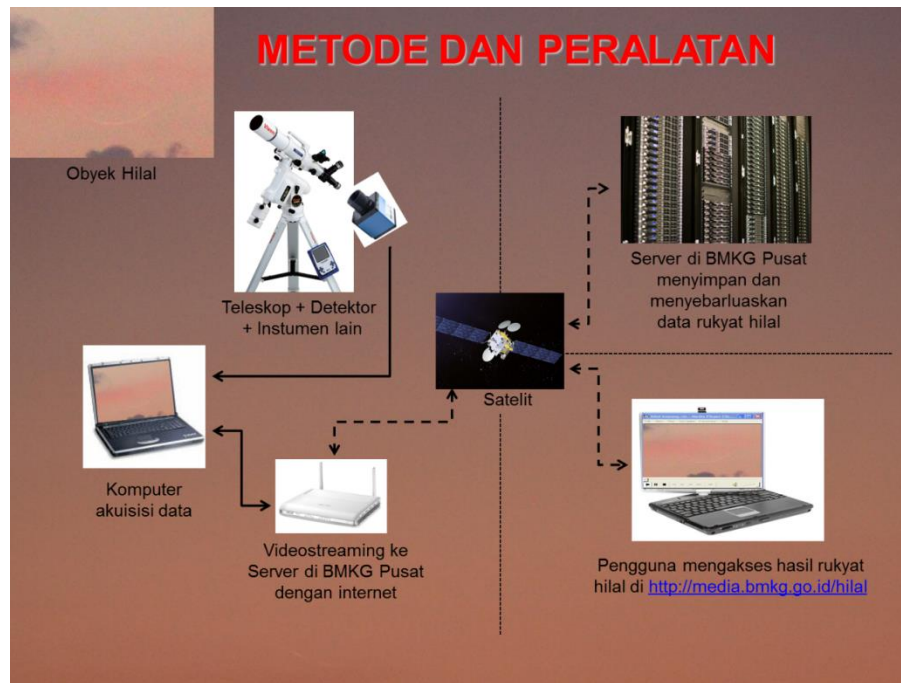 METODE DAN PERALATAN
Obyek Hilal
Teleskop + Detektor
+ Instumen lain
Server di BMKG Pusat
menyimpan dan
menyebarluaskan
data rukyat hilal
Satelit
Komputer
akuisisi data
Videostreaming ke
Server di BMKG Pusat
dengan internet
Pengguna mengakses hasil rukyat
hilal di http://media.bmkg.go.id/hilal